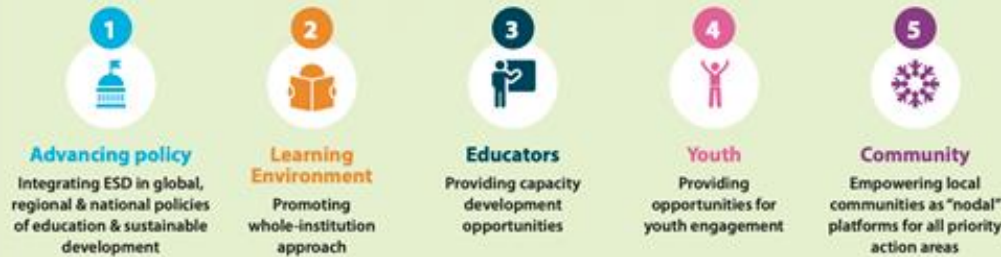 1
Advancing policy
Integrating ESD in global,
regional & national policies
of education & sustainable
development
2
Learning
Environment
Promoting
whole-institution
approach
3
Educators
Providing capacity
development
opportunities
4
Youth
Providing
opportunities for
youth engagement
5
Community
Empowering local
communities as “nodal”
platforms for all priority
action areas